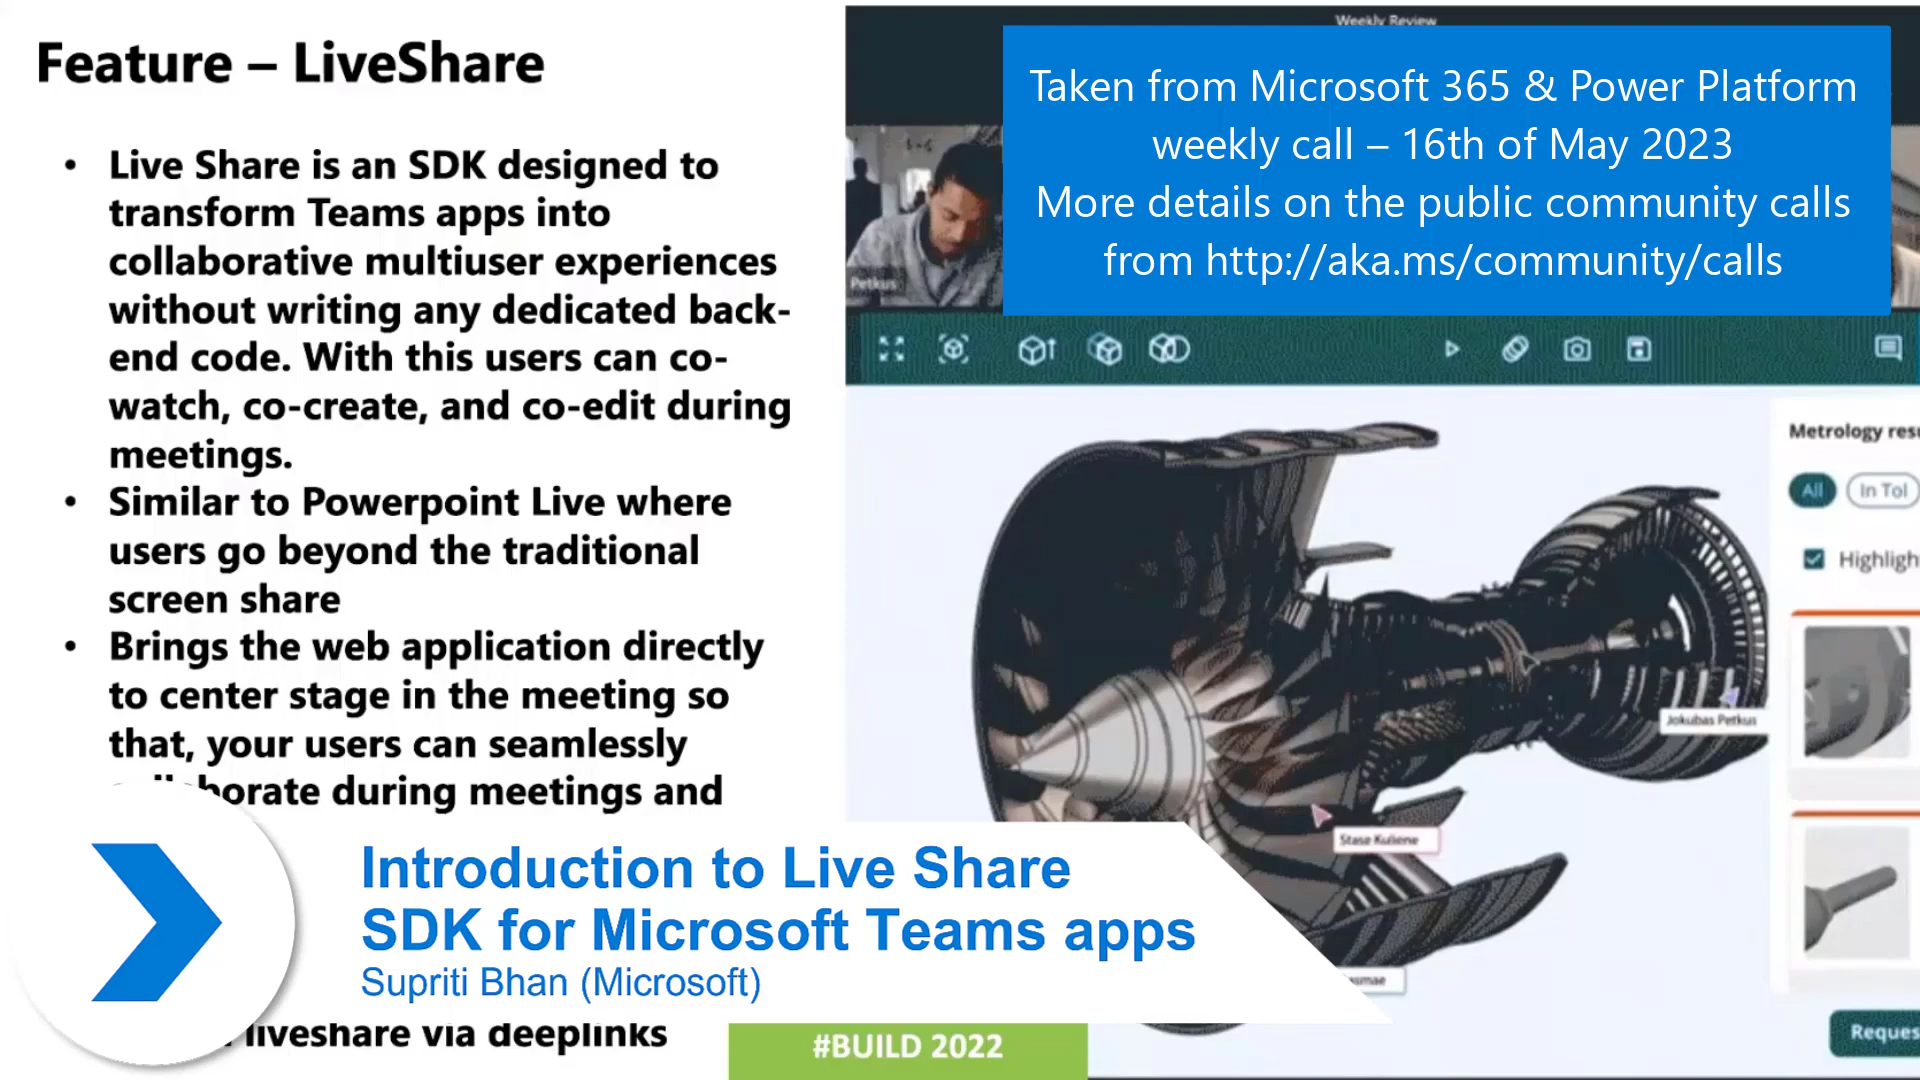 Feature – LiveShare
• Live Share is an SDK designed to
transform Teams apps into
collaborative multiuser experiences
without writing any dedicated back-
end code. With this users can co-
watch, co-create, and co-edit during
meetings.
• Similar to Powerpoint Live where
users go beyond the traditional
screen share
• Brings the web application directly
to center stage in the meeting so
that, your users can seamlessly
collaborate during meetings and
liveshare via deeplinks
Weekly Review
Taken from Microsoft 365 & Power Platform
weekly call – 16th of May 2023
More details on the public community calls
from http://aka.ms/community/calls
Petkus
Metrology
All
In Tol
Jokubas Petkus
Stase Kuliene
Introduction to Live Share
SDK for Microsoft Teams apps
Supriti Bhan (Microsoft)
#BUILD 2022